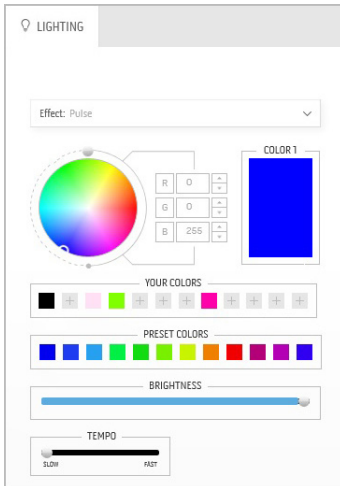 LIGHTING
Effect: Pulse
COLOR 1
R 0
G 0
B 255
YOUR COLORS
PRESET COLORS
BRIGHTNESS
TEMPO
SLOW FAST